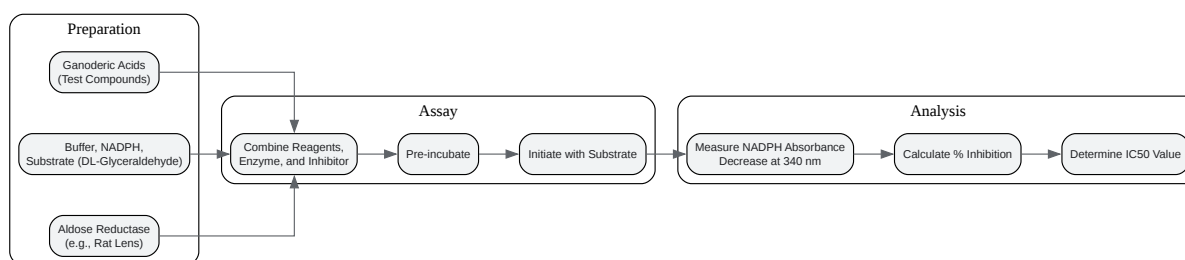 Preparation
Ganoderic Acids
(Test Compounds)
Buffer, NADPH,
Substrate (DL-Glyceraldehyde)
Aldose Reductase
(e.g., Rat Lens)
Assay
Combine Reagents,
Enzyme, and Inhibitor
Pre-incubate
Initiate with Substrate
Analysis
Measure NADPH Absorbance
Decrease at 340 nm
Calculate % Inhibition
Determine IC50 Value